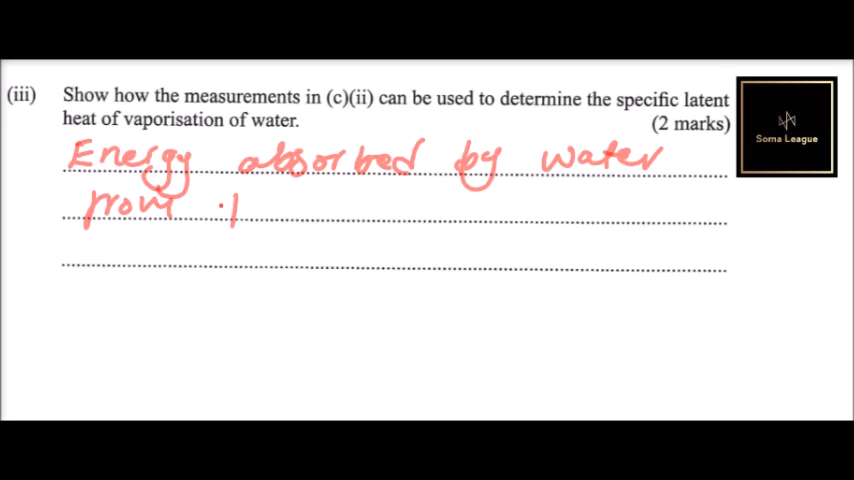 (iii) Show how the measurements in (c)(ii) can be used to determine the specific latent
heat of vaporisation of water. (2 marks)
Soma League
Energy absorbed by water
from